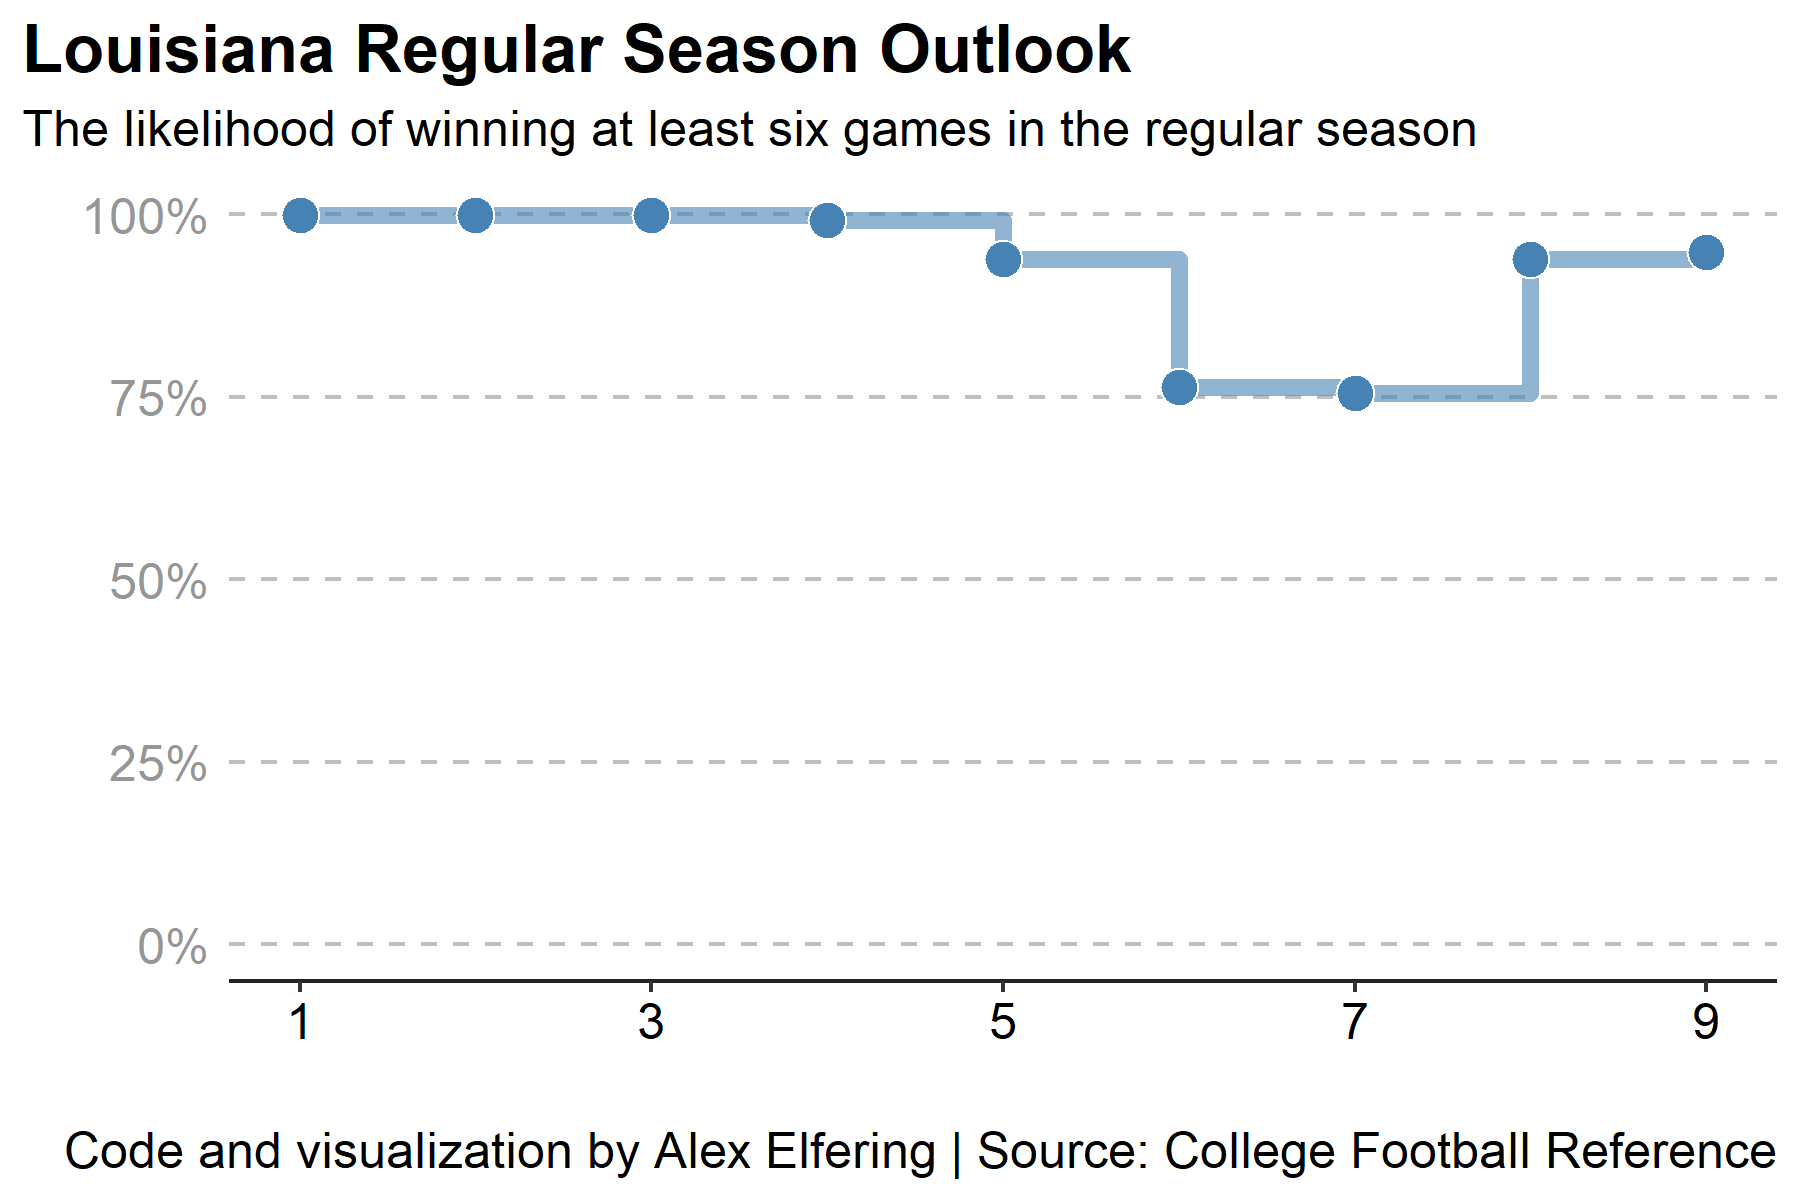 Louisiana Regular Season Outlook
The likelihood of winning at least six games in the regular season
100%
75%
50%
25%
0%
1 3 5 7 9
Code and visualization by Alex Elfering | Source: College Football Reference